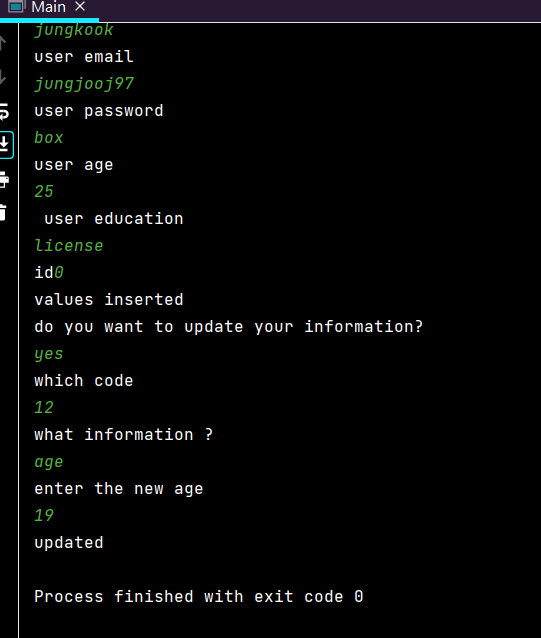 Main
jungkook
user email
jungjooj97
user password
box
user age
25
user education
license
id0
values inserted
do you want to update your information?
yes
which code
12
what information ?
age
enter the new age
19
updated
Process finished with exit code 0